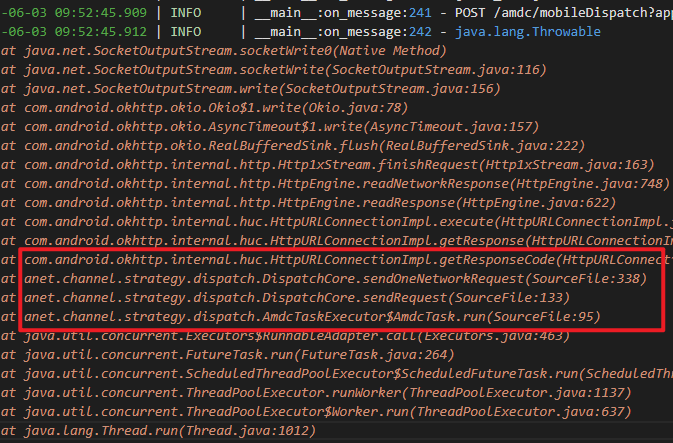 -06-03 09:52:45.909 | INFO | __main__:on_message:241 - POST /amdc/mobileDispatch?app
-06-03 09:52:45.912 | INFO | __main__:on_message:242 - java.lang.Throwable
at java.net.SocketOutputStream.socketWrite0(Native Method)
at java.net.SocketOutputStream.socketWrite(SocketOutputStream.java:116)
at java.net.SocketOutputStream.write(SocketOutputStream.java:156)
at com.android.okhttp.okio.Okio$1.write(Okio.java:78)
at com.android.okhttp.okio.AsyncTimeout$1.write(AsyncTimeout.java:157)
at com.android.okhttp.okio.RealBufferedSink.flush(RealBufferedSink.java:222)
at com.android.okhttp.internal.http.Http1xStream.finishRequest(Http1xStream.java:163)
at com.android.okhttp.internal.http.HttpEngine.readNetworkResponse(HttpEngine.java:748)
at com.android.okhttp.internal.http.HttpEngine.readResponse(HttpEngine.java:622)
at com.android.okhttp.internal.huc.HttpURLConnectionImpl.execute(HttpURLConnectionImpl.j
at com.android.okhttp.internal.huc.HttpURLConnectionImpl.getResponse(HttpURLConnectionIm
at com.android.okhttp.internal.huc.HttpURLConnectionImpl.getResponseCode(HttpURLConnecti
at anet.channel.strategy.dispatch.DispatchCore.sendOneNetworkRequest(SourceFile:338)
at anet.channel.strategy.dispatch.DispatchCore.sendRequest(SourceFile:133)
at anet.channel.strategy.dispatch.AmdcTaskExecutor$AmdcTask.run(SourceFile:95)
at java.util.concurrent.Executors$RunnableAdapter.call(Executors.java:463)
at java.util.concurrent.FutureTask.run(FutureTask.java:264)
at java.util.concurrent.ScheduledThreadPoolExecutor$ScheduledFutureTask.run(ScheduledTh
at java.util.concurrent.ThreadPoolExecutor.runWorker(ThreadPoolExecutor.java:1137)
at java.util.concurrent.ThreadPoolExecutor$Worker.run(ThreadPoolExecutor.java:637)
at java.lang.Thread.run(Thread.java:1012)